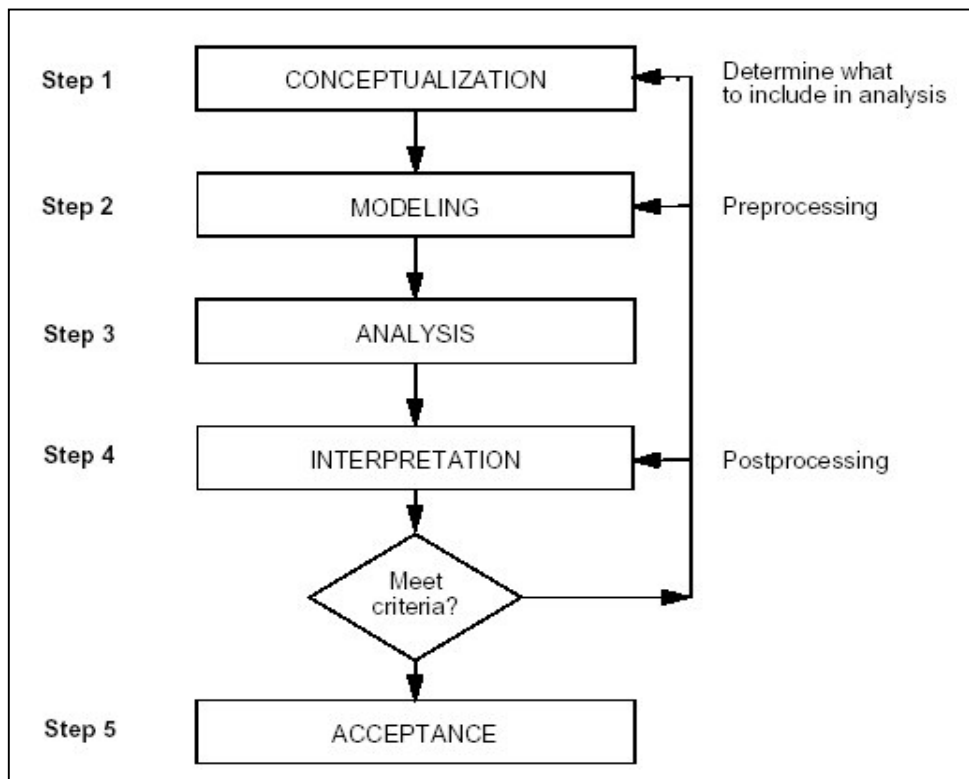 Step 1
CONCEPTUALIZATION
Determine what
to include in analysis
Step 2
MODELING
Preprocessing
Step 3
ANALYSIS
Step 4
INTERPRETATION
Postprocessing
Meet
criteria?
Step 5
ACCEPTANCE